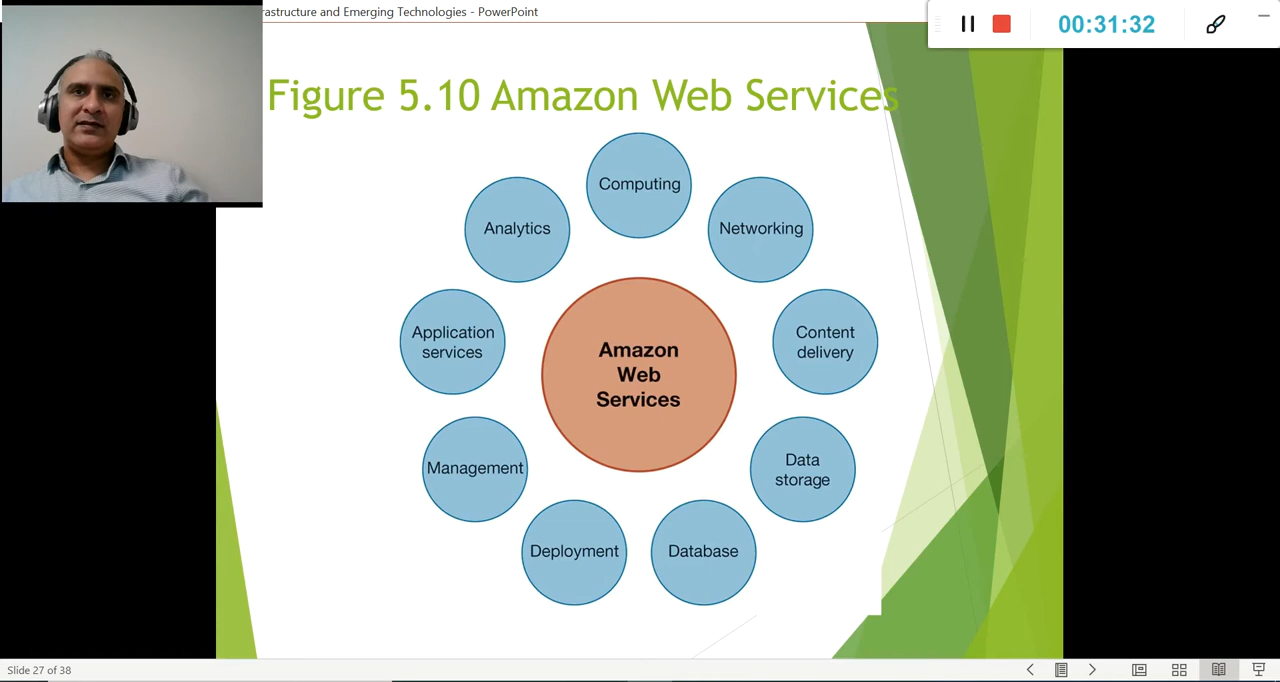 rastructure and Emerging Technologies - PowerPoint
00:31:32
Figure 5.10 Amazon Web Services
Computing
Analytics
Networking
Application
services
Content
delivery
Amazon
Web
Services
Management
Data
storage
Deployment
Database
Slide 27 of 38